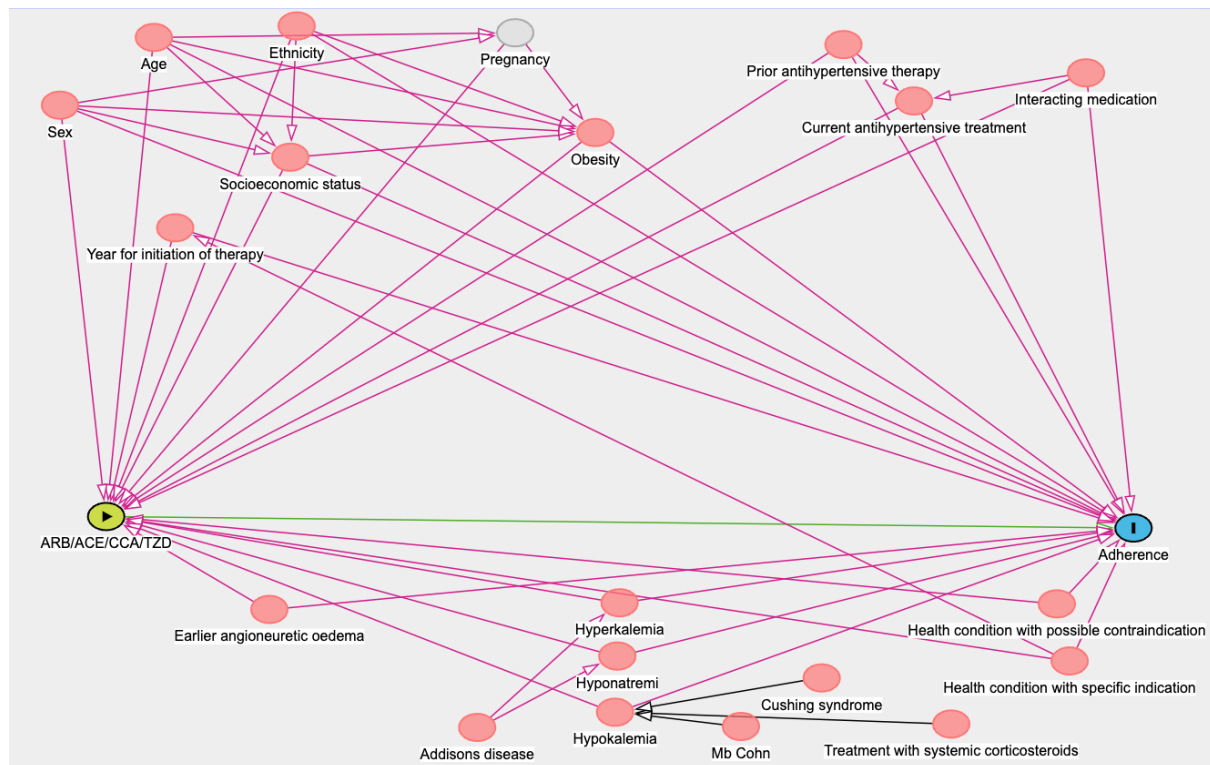 Age
Ethnicity
Pregnancy
Prior antihypertensive therapy
Interacting medication
Sex
Current antihypertensive treatment
Obesity
Socioeconomic status
Year for initiation of therapy
ARB/ACE/CCA/TZD
Adherence
Earlier angioneuretic oedema
Hyperkalemia
Health condition with possible contraindication
Hyponatremi
Health condition with specific indication
Cushing syndrome
Hypokalemia
Addisons disease
Mb Cohn
Treatment with systemic corticosteroids